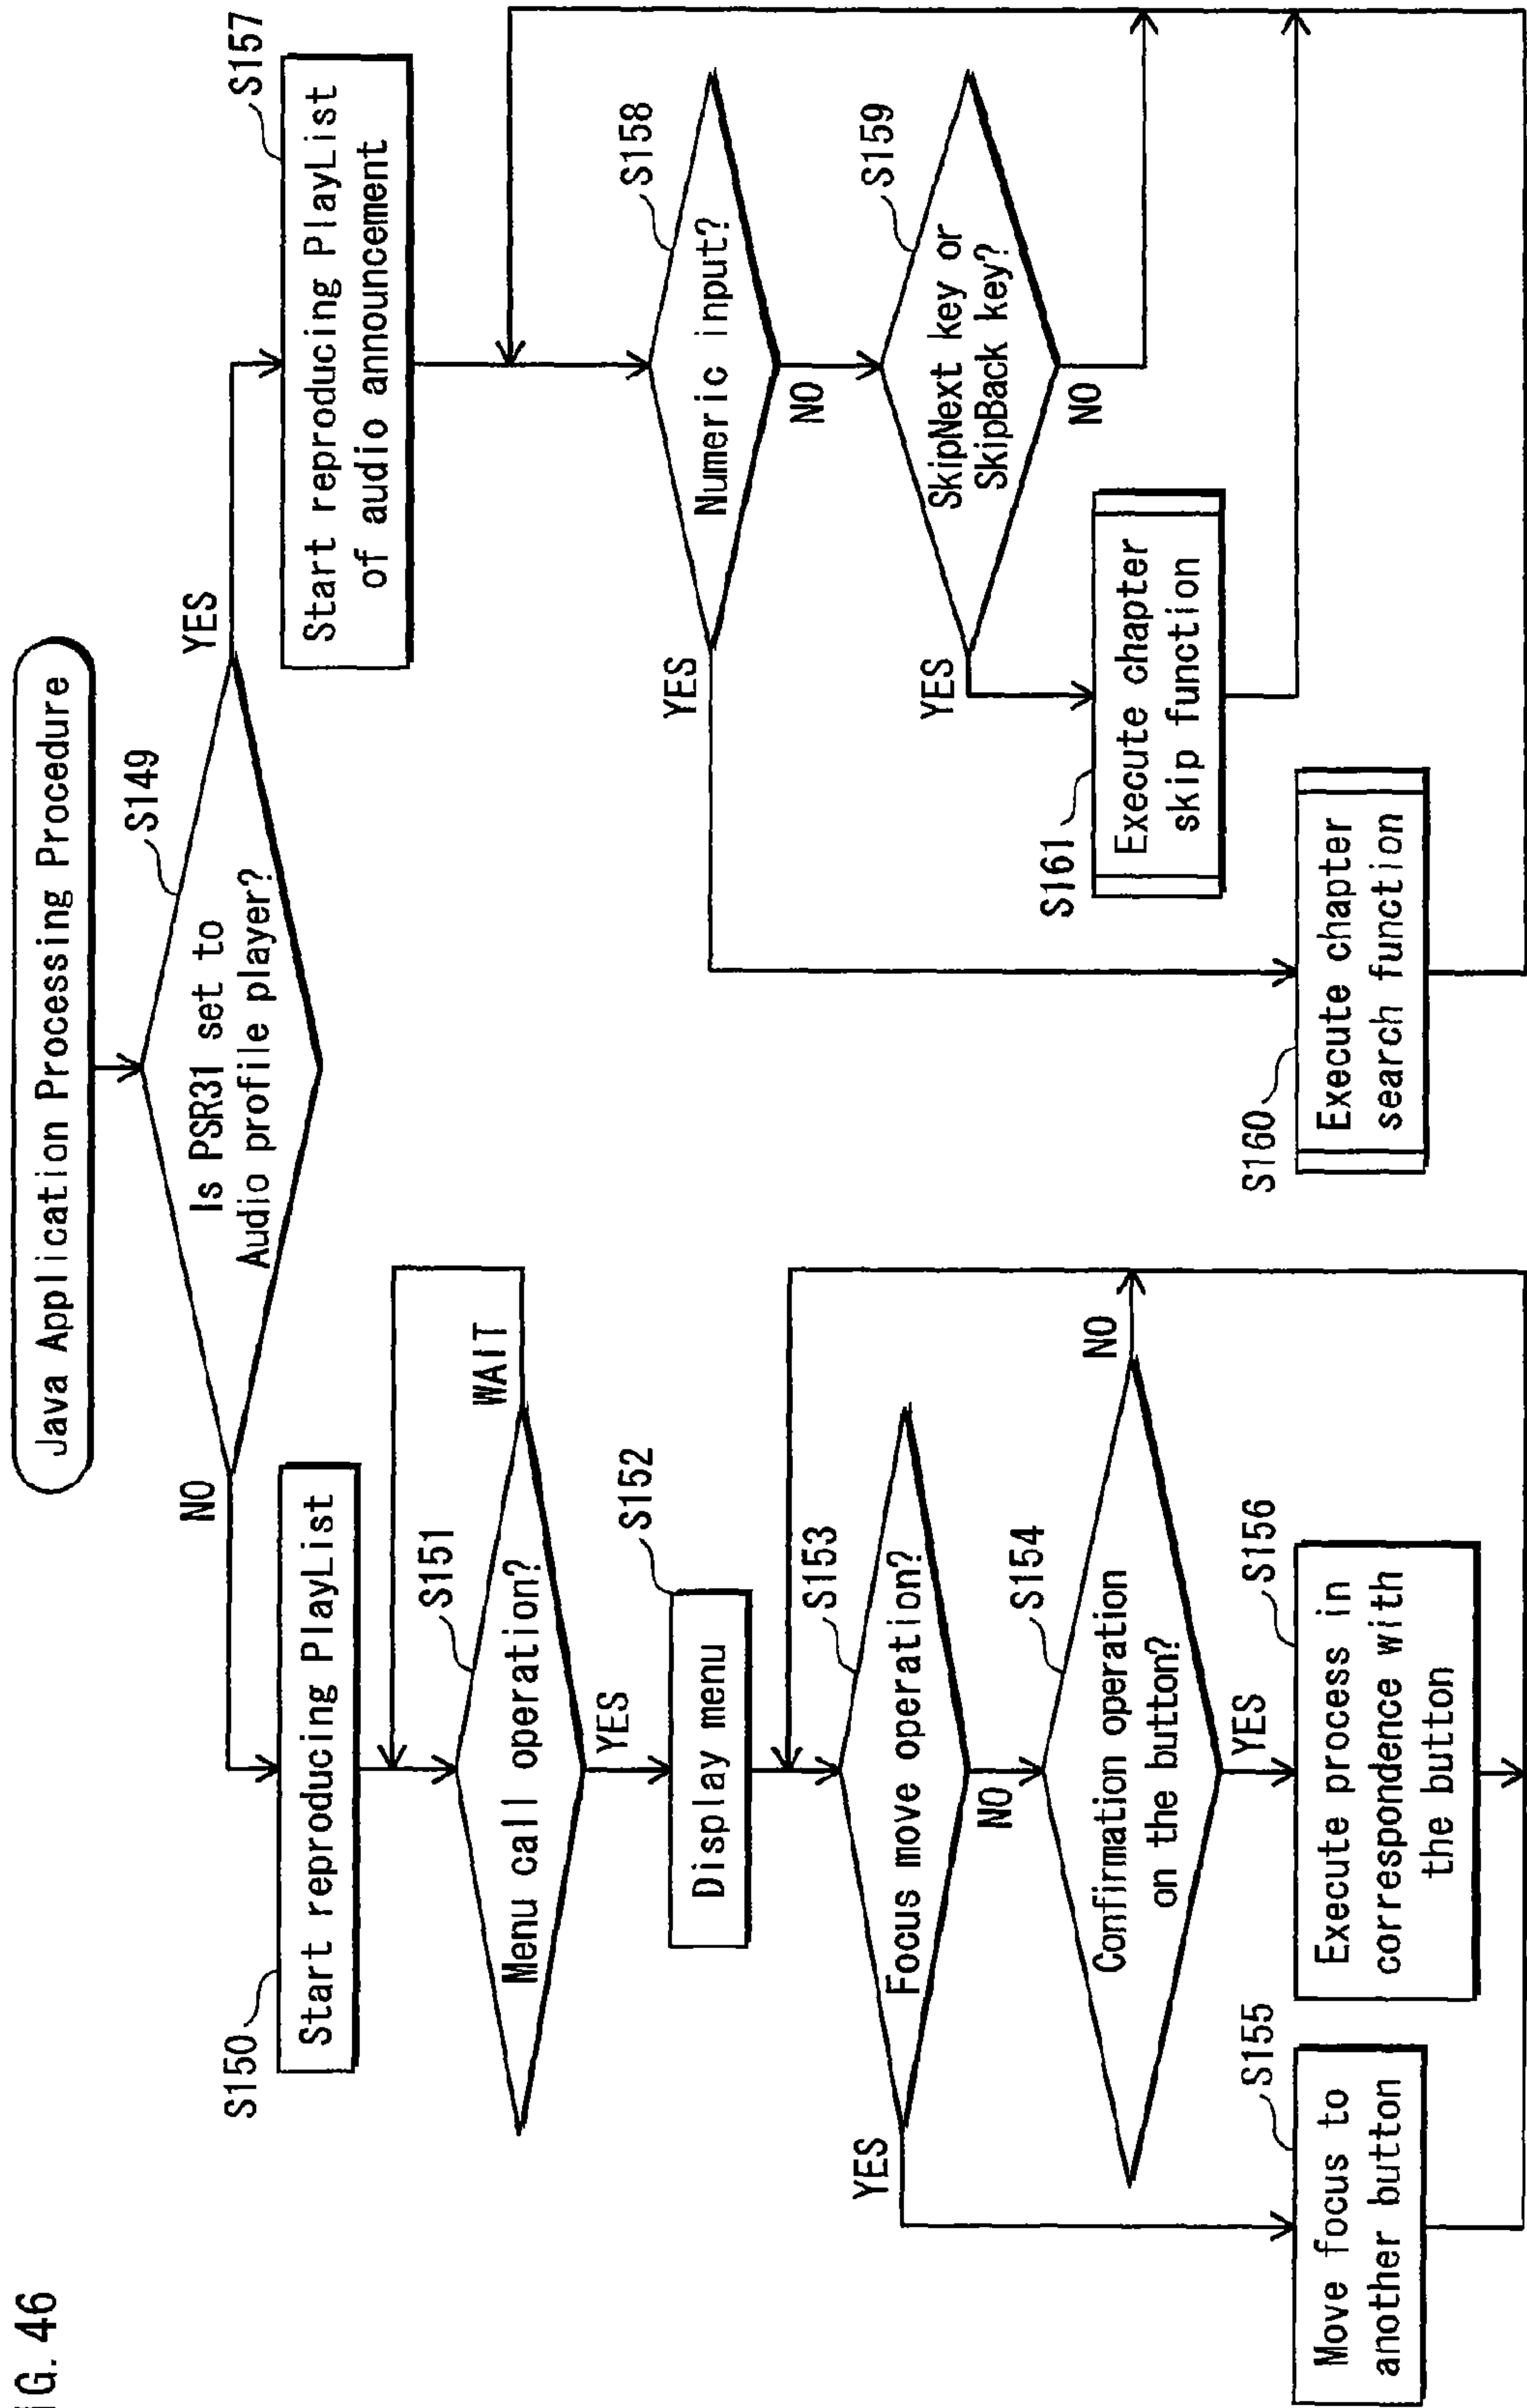 G. 46
Java Application Processing Procedure
S149
Is PSR31 set to
Audio profile player?
NO
YES
S150
Start reproducing PlayList
S151
Menu call operation?
WAIT
YES
S152
Display menu
S153
Focus move operation?
YES
NO
S154
Confirmation operation
on the button?
NO
YES
S155
Move focus to
another button
S156
Execute process in
correspondence with
the button
S157
Start reproducing PlayList
of audio announcement
S158
Numeric input?
YES
NO
S159
SkipNext key or
SkipBack key?
YES
NO
S161
Execute chapter
skip function
S160
Execute chapter
search function